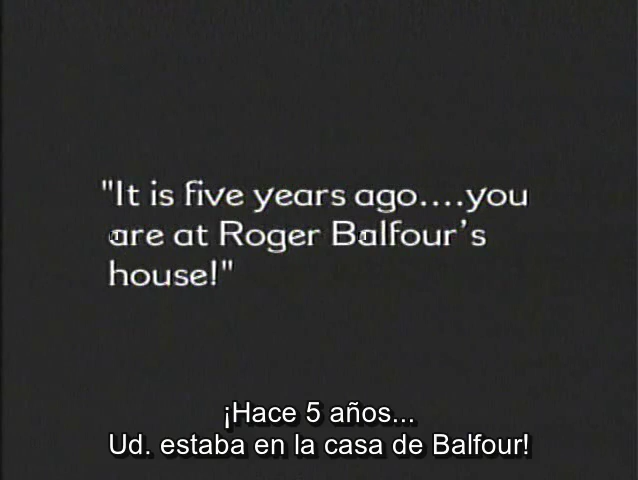 "It is five years ago....you
are at Roger Balfour's
house!"
¡Hace 5 años...
Ud. estaba en la casa de Balfour!